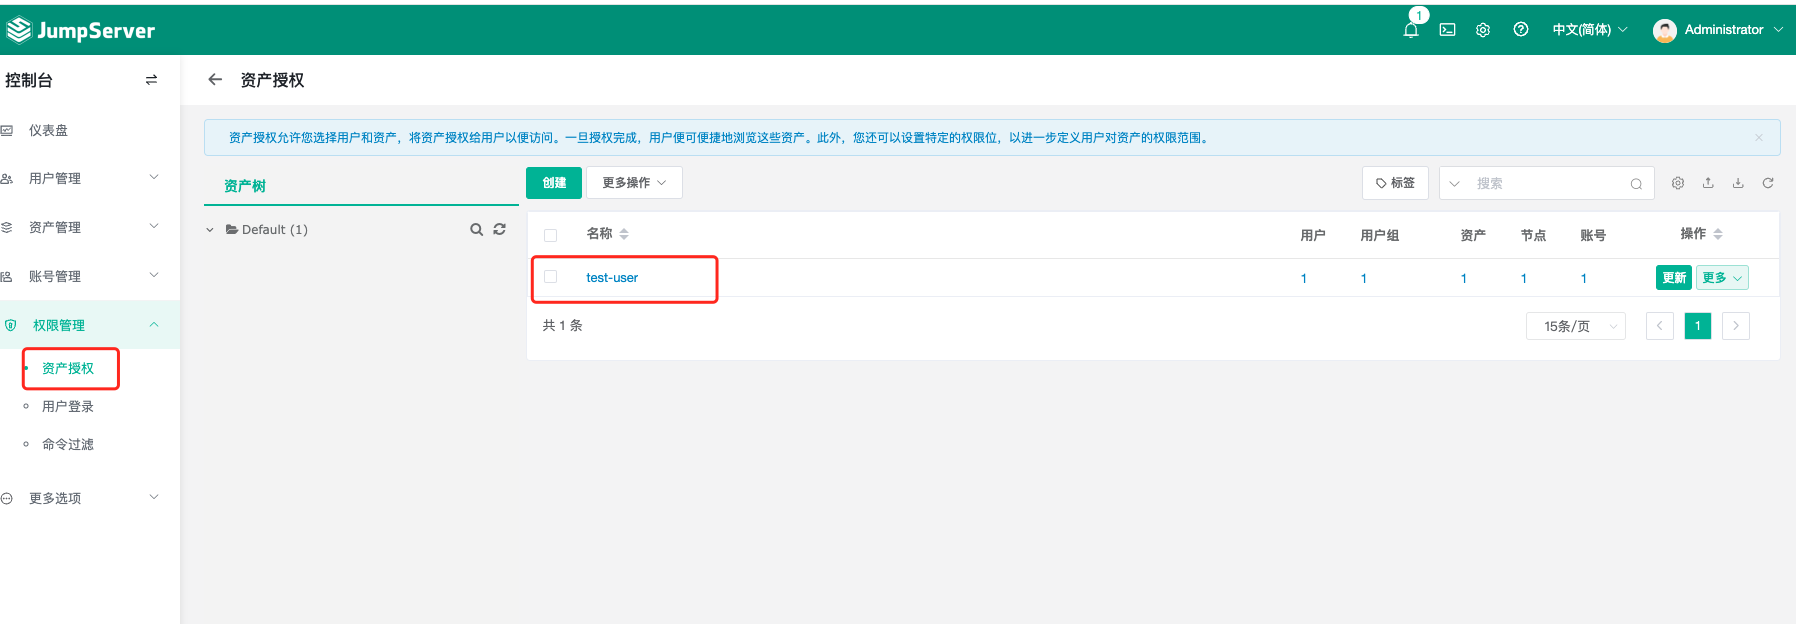 JumpServer
1
中文(简体)
Administrator
控制台
资产授权
仪表盘
用户管理
资产管理
账号管理
权限管理
资产授权
用户登录
命令过滤
更多选项
资产授权允许您选择用户和资产，将资产授权给用户以便访问。一旦授权完成，用户便可便捷地浏览这些资产。此外，您还可以设置特定的权限位，以进一步定义用户对资产的权限范围。
资产树
Default (1)
创建
更多操作
标签
搜索
名称 用户 用户组 资产 节点 账号 操作
test-user 1 1 1 1 1 更新 更多
共 1 条
15条/页
1